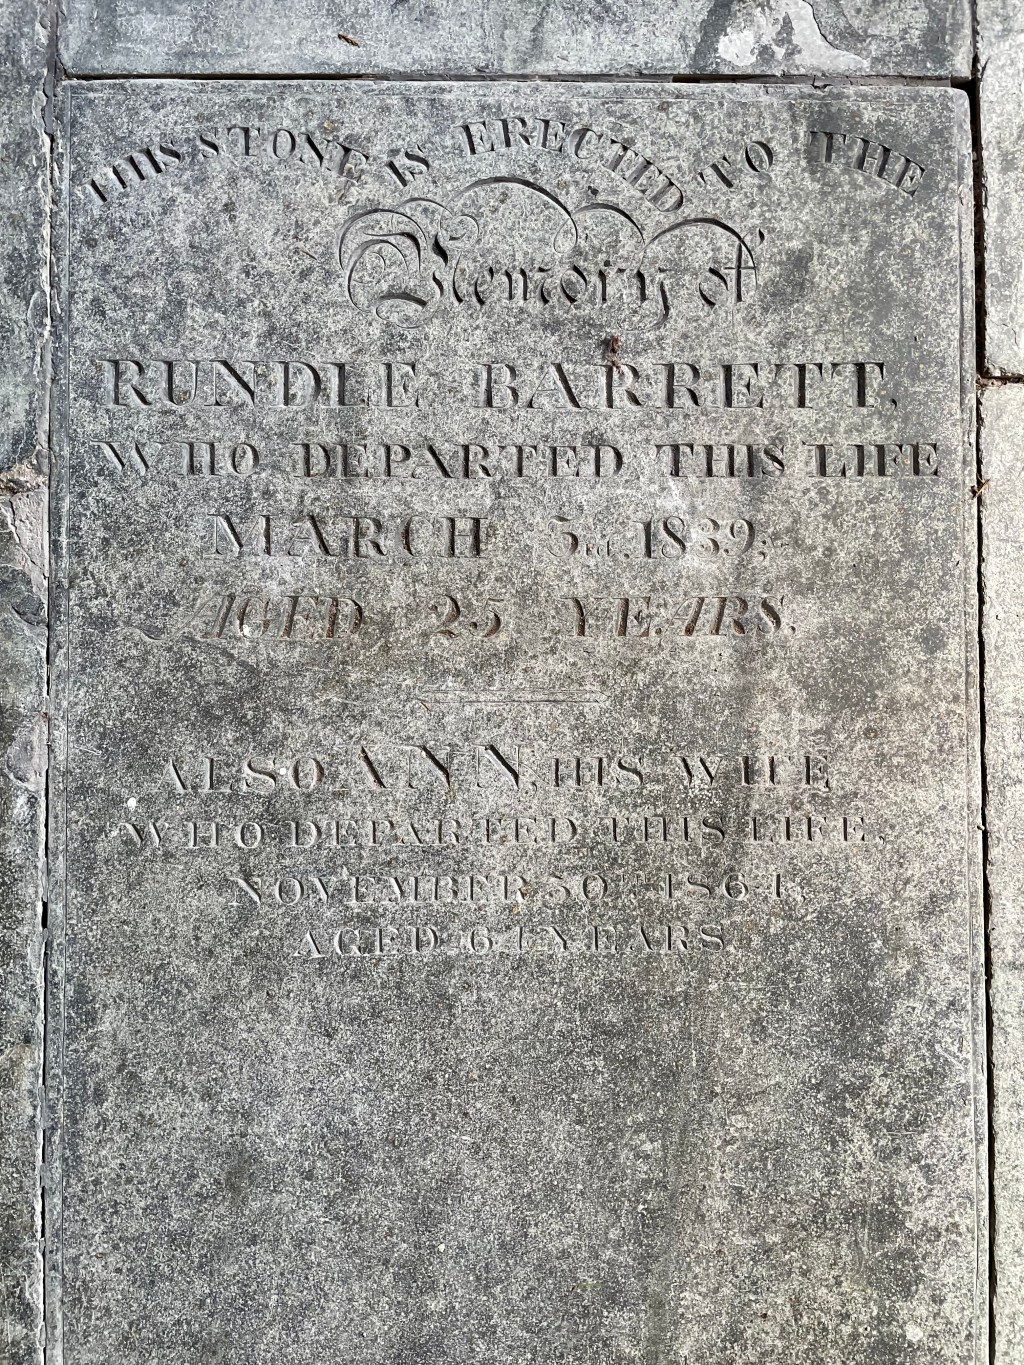 THIS STONE IS ERECTED TO THE
Memory of
RUNDLE BARRETT,
WHO DEPARTED THIS LIFE
MARCH 3rd 1839;
AGED 25 YEARS.
ALSO ANN, HIS WIFE
WHO DEPARTED THIS LIFE,
NOVEMBER 30th 1864,
AGED 64 YEARS.